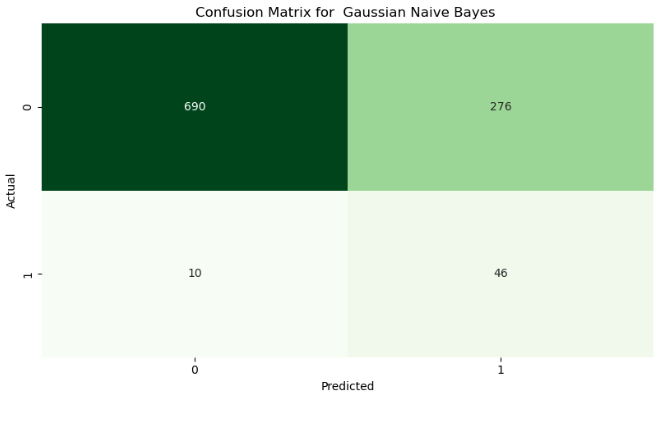 Confusion Matrix for  Gaussian Naive Bayes
0
690
276
Actual
1
10
46
0
1
Predicted